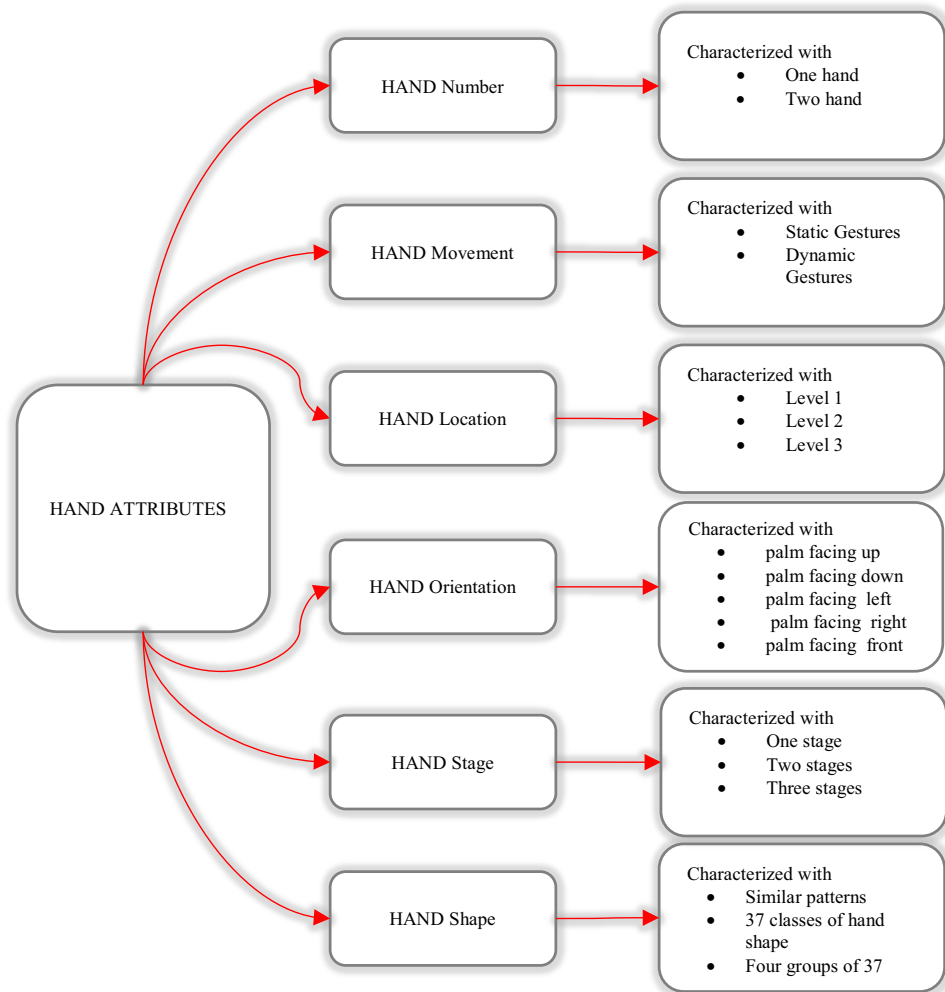 HAND ATTRIBUTES
HAND Number
Characterized with
• One hand
• Two hand
HAND Movement
Characterized with
• Static Gestures
• Dynamic
Gestures
HAND Location
Characterized with
• Level 1
• Level 2
• Level 3
HAND Orientation
Characterized with
• palm facing up
• palm facing down
• palm facing left
• palm facing right
• palm facing front
HAND Stage
Characterized with
• One stage
• Two stages
• Three stages
HAND Shape
Characterized with
• Similar patterns
• 37 classes of hand
shape
• Four groups of 37